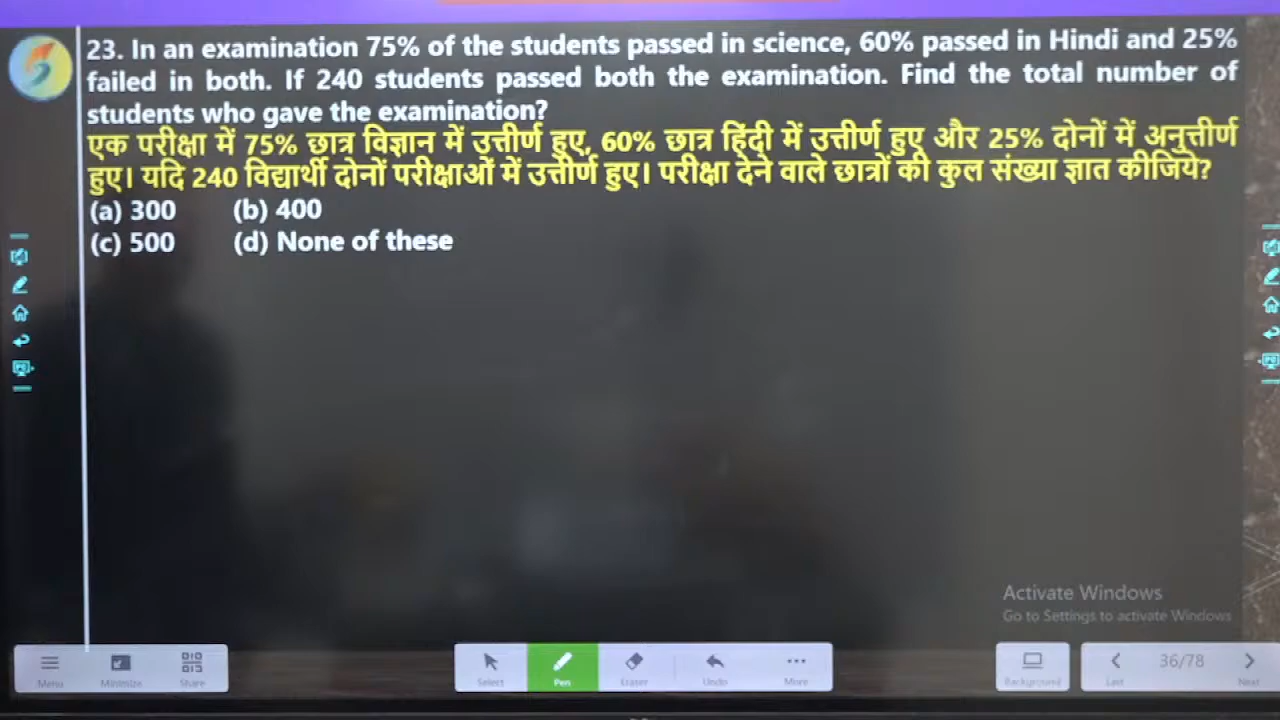 23. In an examination 75% of the students passed in science, 60% passed in Hindi and 25%
failed in both. If 240 students passed both the examination. Find the total number of
students who gave the examination?
एक परीक्षा में 75% छात्र विज्ञान में उत्तीर्ण हुए, 60% छात्र हिंदी में उत्तीर्ण हुए और 25% दोनों में अनुत्तीर्ण
हुए। यदि 240 विद्यार्थी दोनों परीक्षाओं में उत्तीर्ण हुए। परीक्षा देने वाले छात्रों की कुल संख्या ज्ञात कीजिये?
(a) 300 (b) 400
(c) 500 (d) None of these
Activate Windows
Go to Settings to activate Windows
Menu Minimize Share Select Pen Eraser Undo More Background Last 36/78 Next